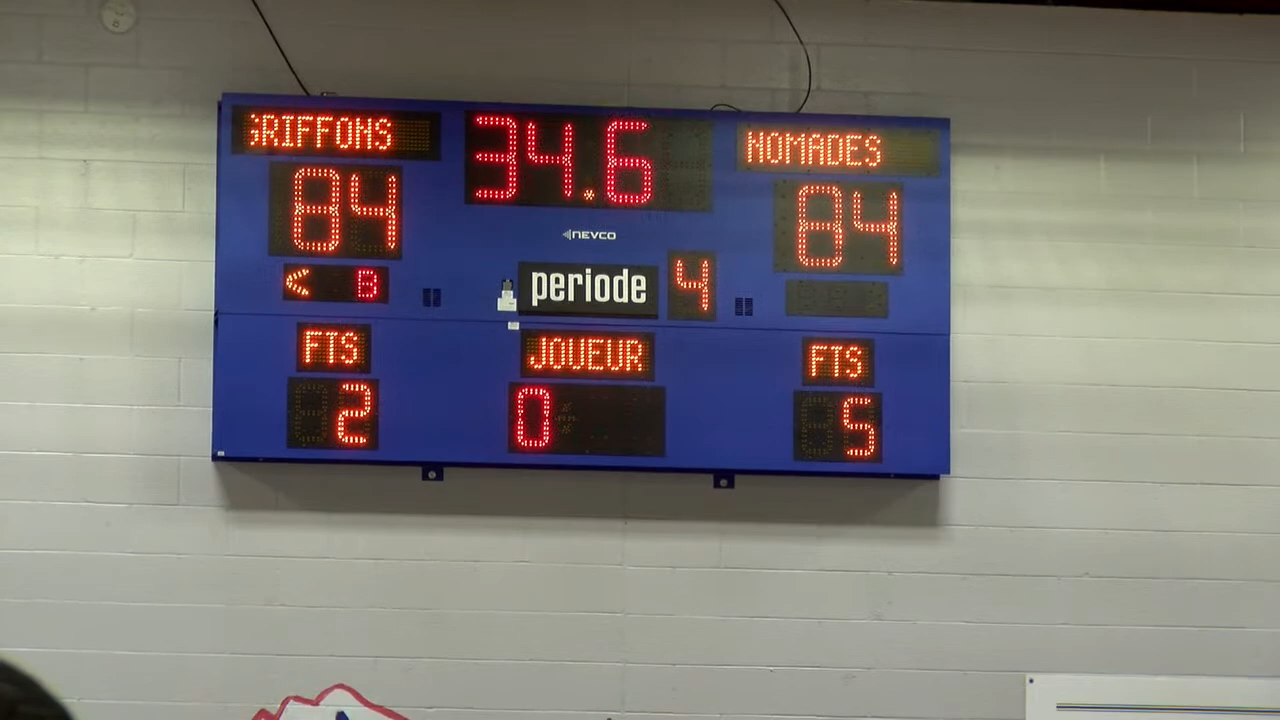 GRIFFONS 34.6 NOMADES
84 84
NEVCO
< B periode 4
FTS JOUEUR FTS
2 0 5